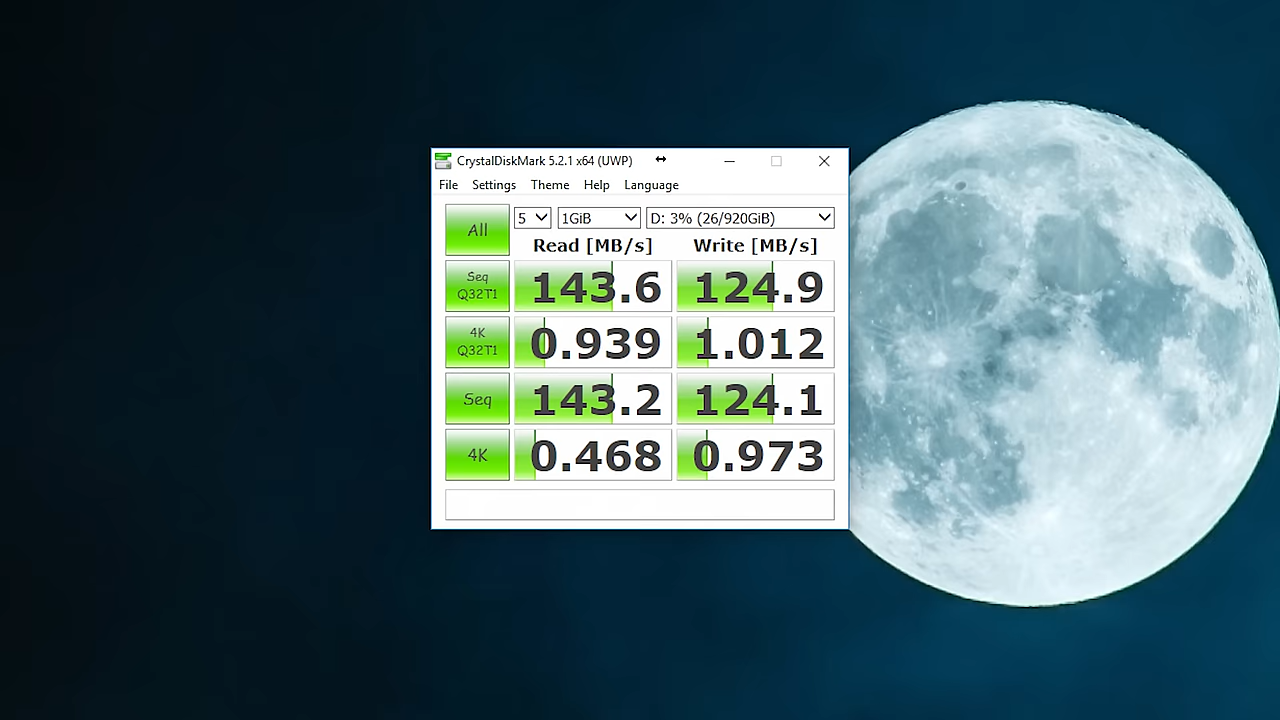 CrystalDiskMark 5.2.1 x64 (UWP)
File Settings Theme Help Language
All 5 1GiB D: 3% (26/920GiB)
Read [MB/s] Write [MB/s]
Seq Q32T1 143.6 124.9
4K Q32T1 0.939 1.012
Seq 143.2 124.1
4K 0.468 0.973